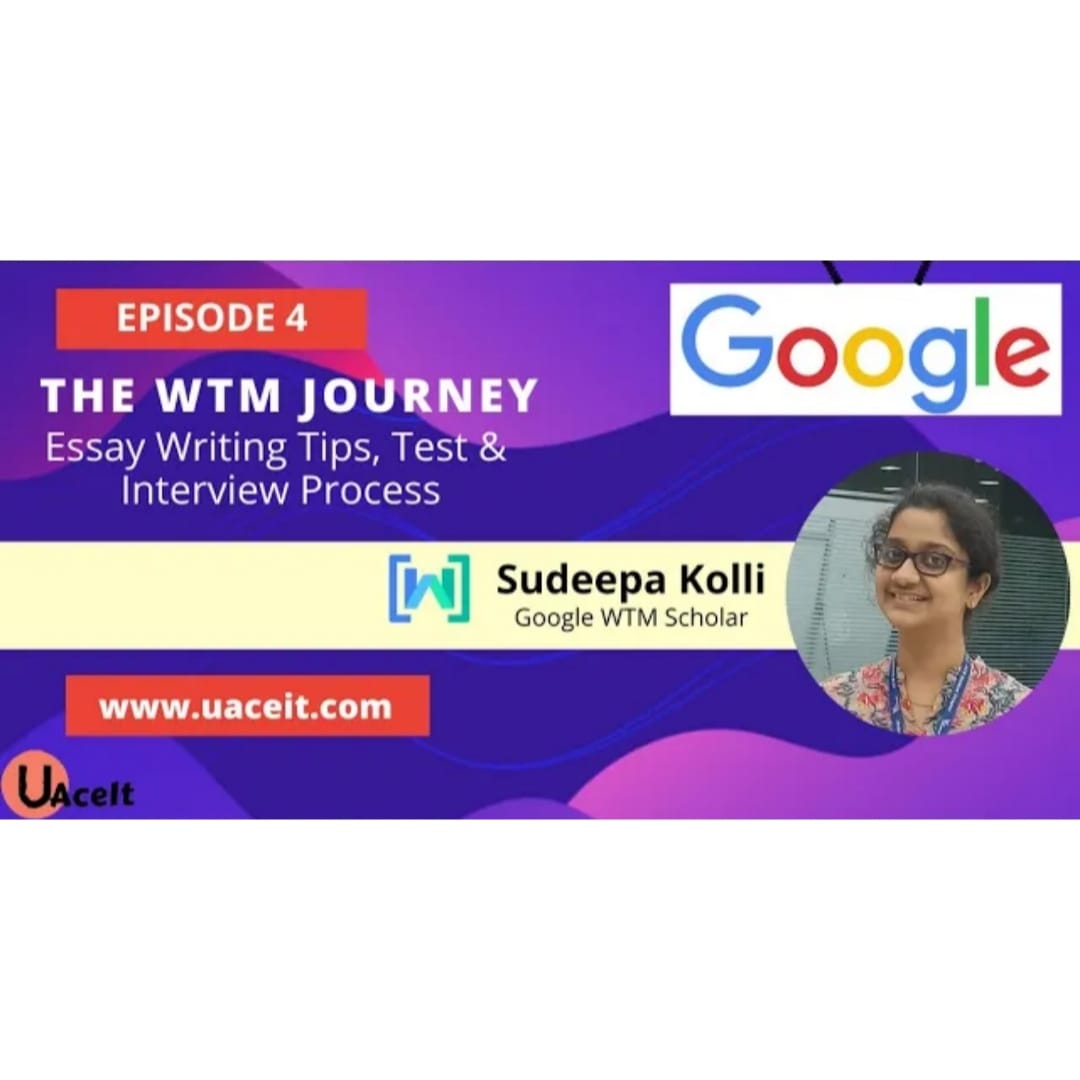 EPISODE 4
THE WTM JOURNEY
Essay Writing Tips, Test &
Interview Process
Google
Sudeepa Kolli
Google WTM Scholar
www.uaceit.com
UAceIt